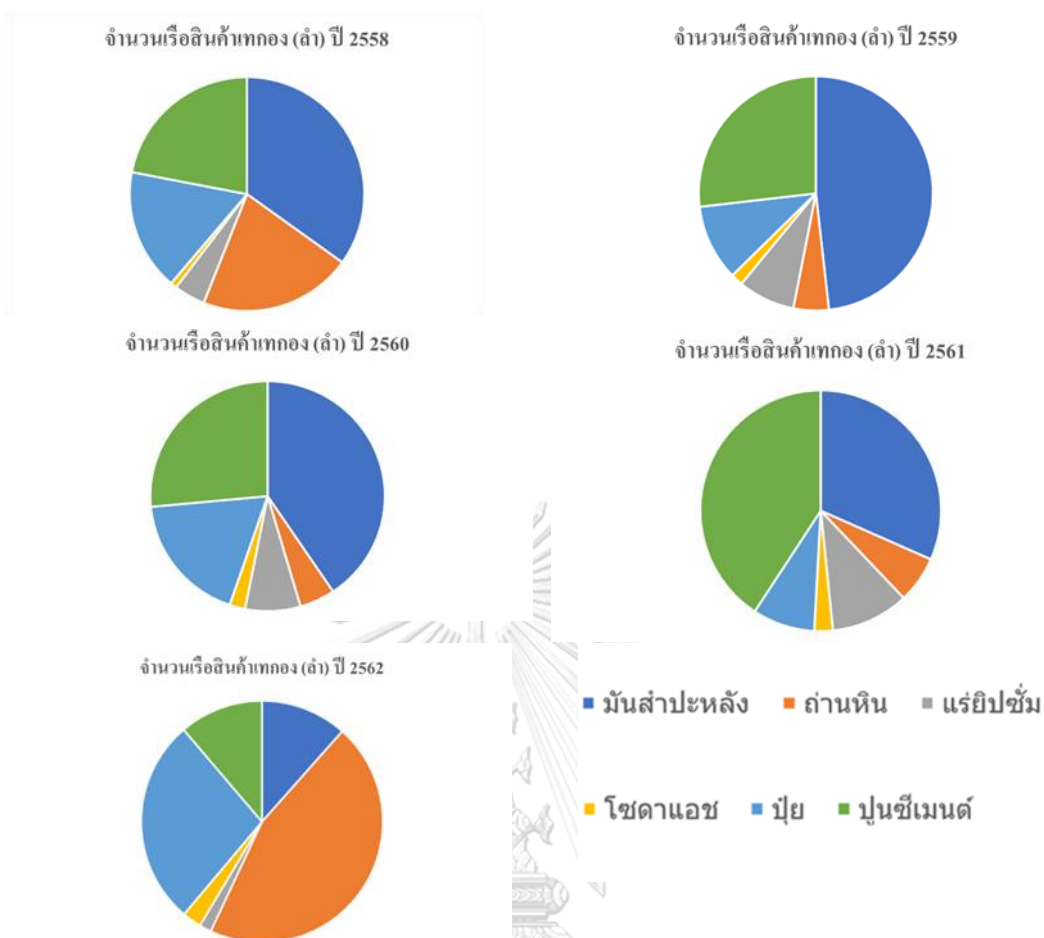 จำนวนเรือสินค้าเทกอง (ลำ) ปี 2558
จำนวนเรือสินค้าเทกอง (ลำ) ปี 2559
จำนวนเรือสินค้าเทกอง (ลำ) ปี 2560
จำนวนเรือสินค้าเทกอง (ลำ) ปี 2561
จำนวนเรือสินค้าเทกอง (ลำ) ปี 2562
มันสำปะหลัง ถ่านหิน แร่ยิปซั่ม
โซดาแอช ปุ๋ย ปูนซีเมนต์